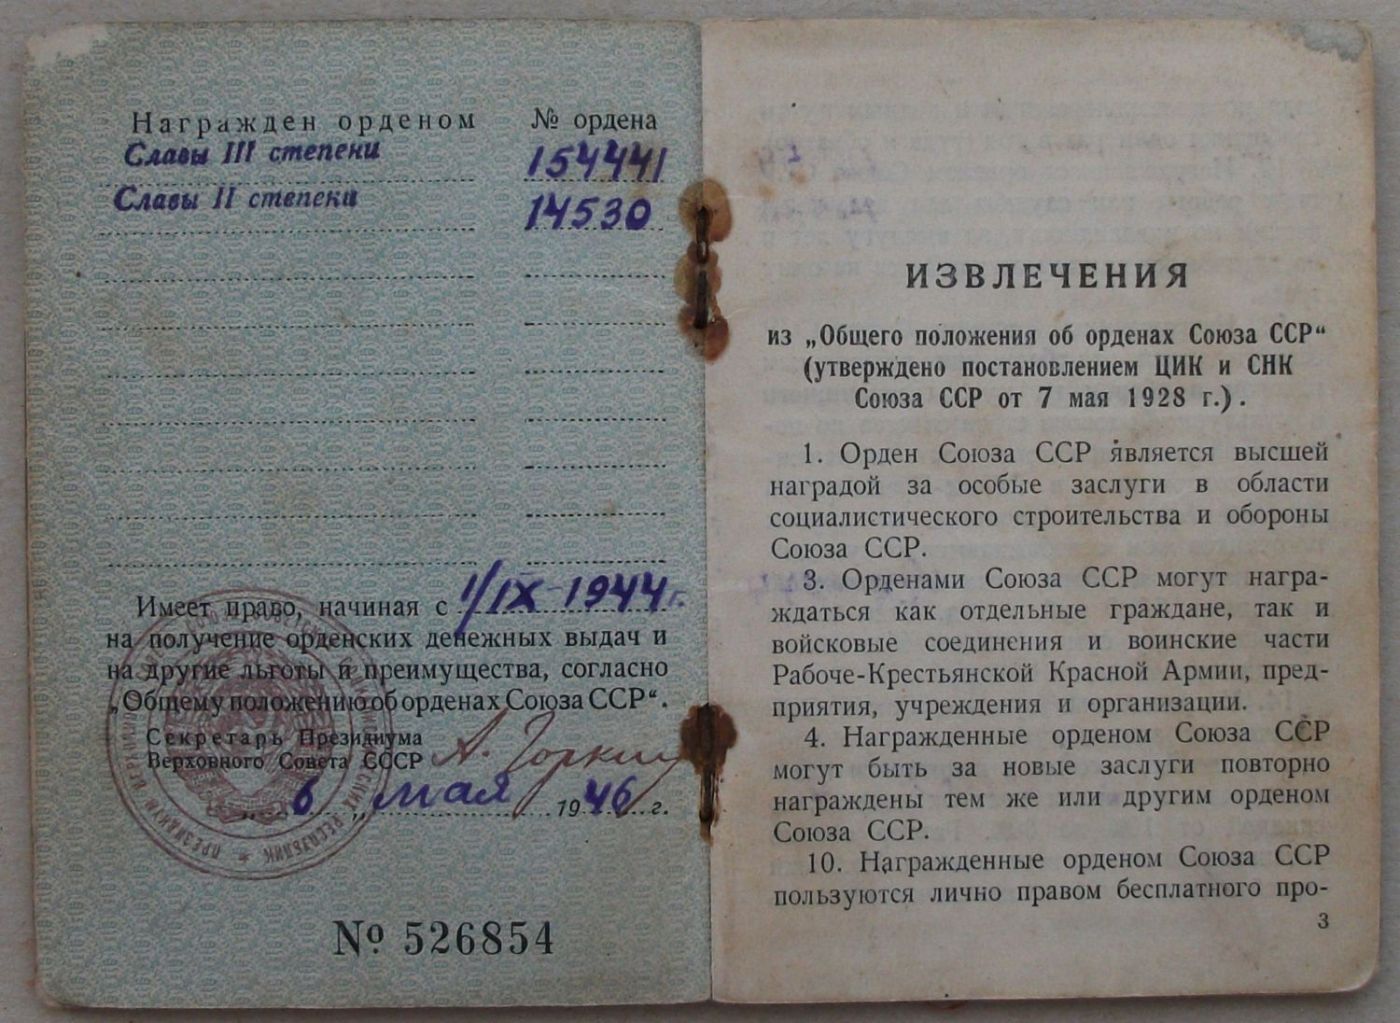 Награжден орденом № ордена
Славы III степени 154441
Славы II степени 14530
Имеет право, начиная с 1/IX-1944 г.
на получение орденских денежных выдач и
на другие льготы и преимущества, согласно
„Общему положению об орденах Союза ССР“.
Секретарь Президиума
Верховного Совета СССР А. Горкин
„6„ мая 1946 г.
№ 526854
ИЗВЛЕЧЕНИЯ
из „Общего положения об орденах Союза ССР“
(утверждено постановлением ЦИК и СНК
Союза ССР от 7 мая 1928 г.).
1. Орден Союза ССР является высшей
наградой за особые заслуги в области
социалистического строительства и обороны
Союза ССР.
3. Орденами Союза ССР могут награ-
ждаться как отдельные граждане, так и
войсковые соединения и воинские части
Рабоче-Крестьянской Красной Армии, пред-
приятия, учреждения и организации.
4. Награжденные орденом Союза ССР
могут быть за новые заслуги повторно
награждены тем же или другим орденом
Союза ССР.
10. Награжденные орденом Союза ССР
пользуются лично правом бесплатного про-
3